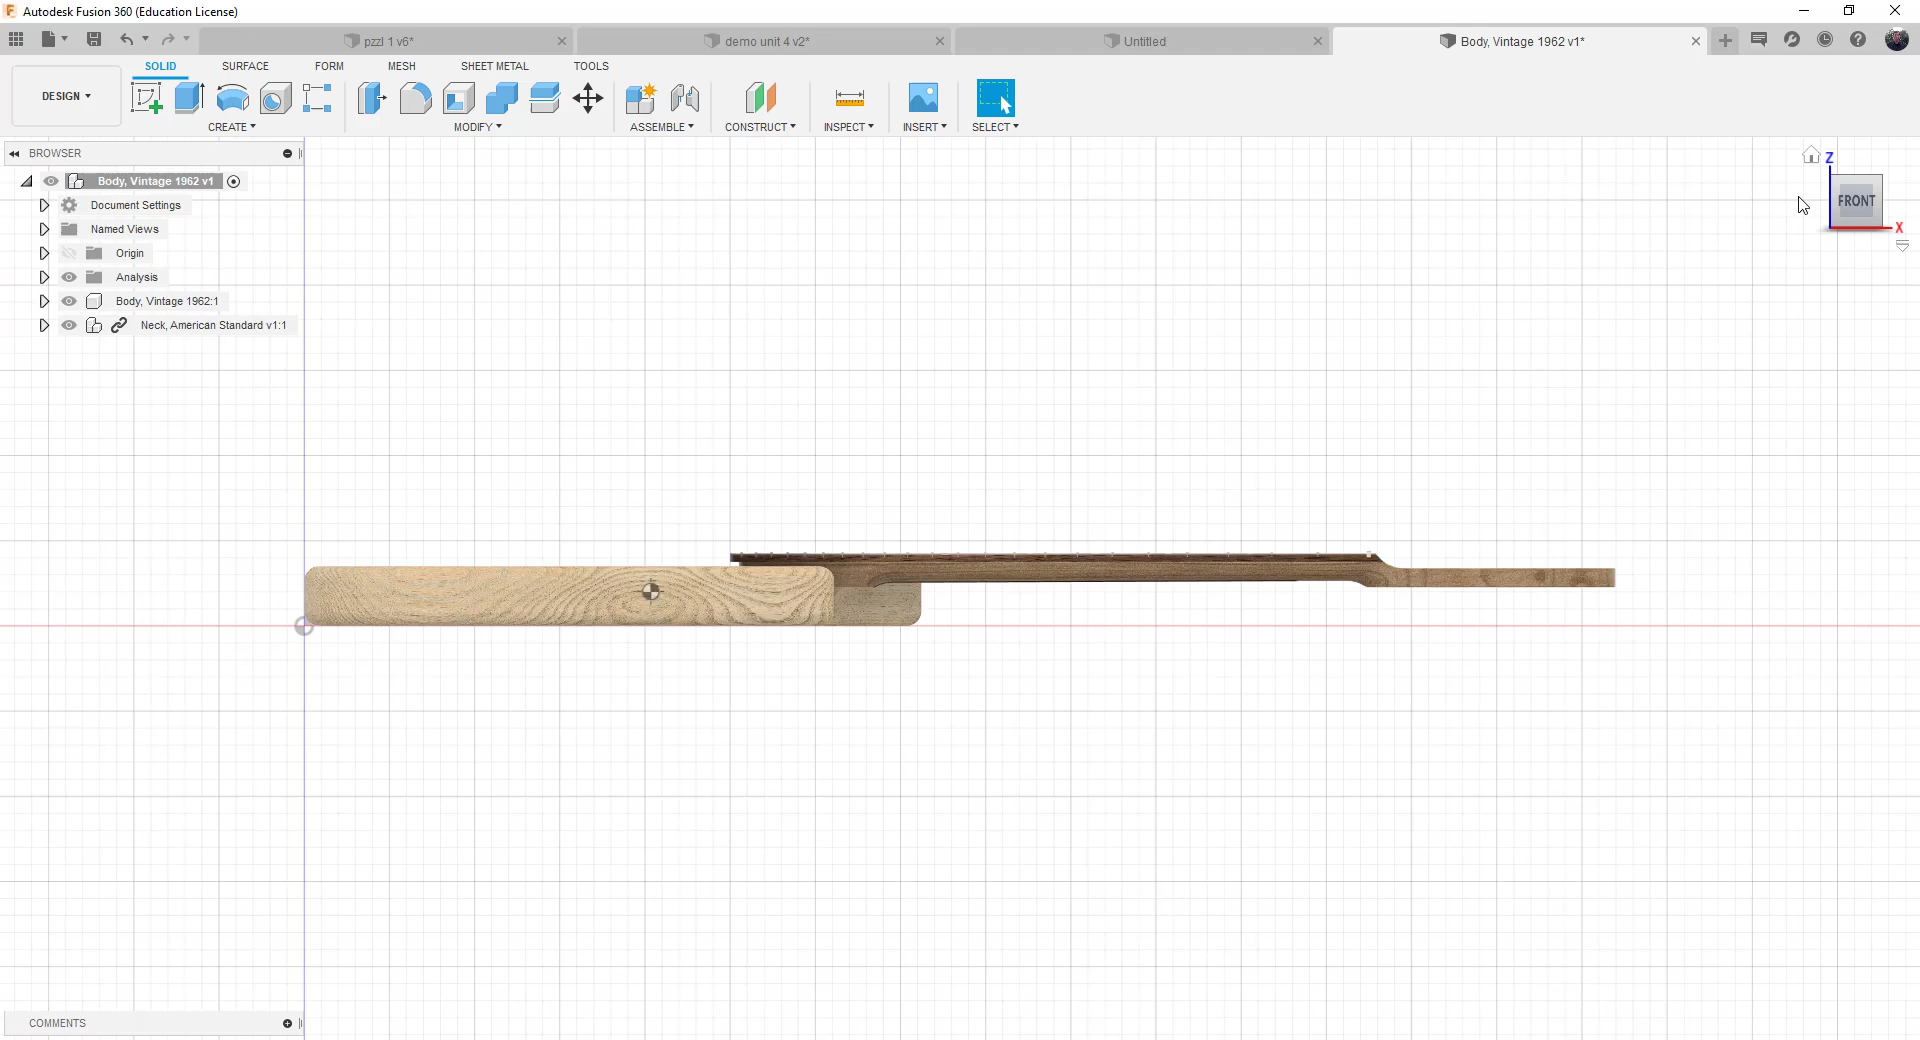 Autodesk Fusion 360 (Education License)
pzzl 1 v6*
demo unit 4 v2*
Untitled
Body, Vintage 1962 v1*
DESIGN
SOLID
SURFACE
FORM
MESH
SHEET METAL
TOOLS
CREATE
MODIFY
ASSEMBLE
CONSTRUCT
INSPECT
INSERT
SELECT
BROWSER
Body, Vintage 1962 v1
Document Settings
Named Views
Origin
Analysis
Body, Vintage 1962:1
Neck, American Standard v1:1
Z
FRONT
X
COMMENTS